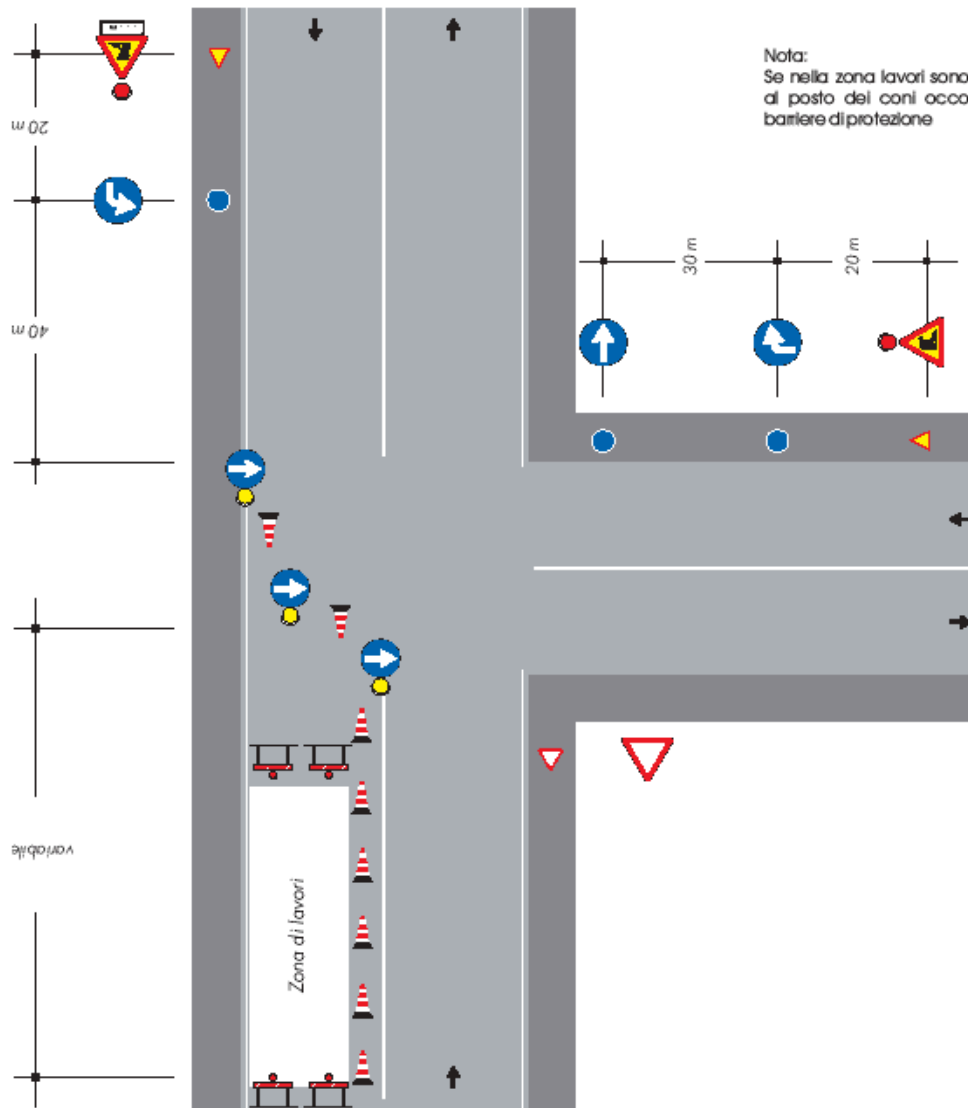 Nota:
Se nella zona lavori sono
al posto dei coni occo
barriere di protezione
20 m
40 m
30 m
20 m
variabile
Zona di lavori